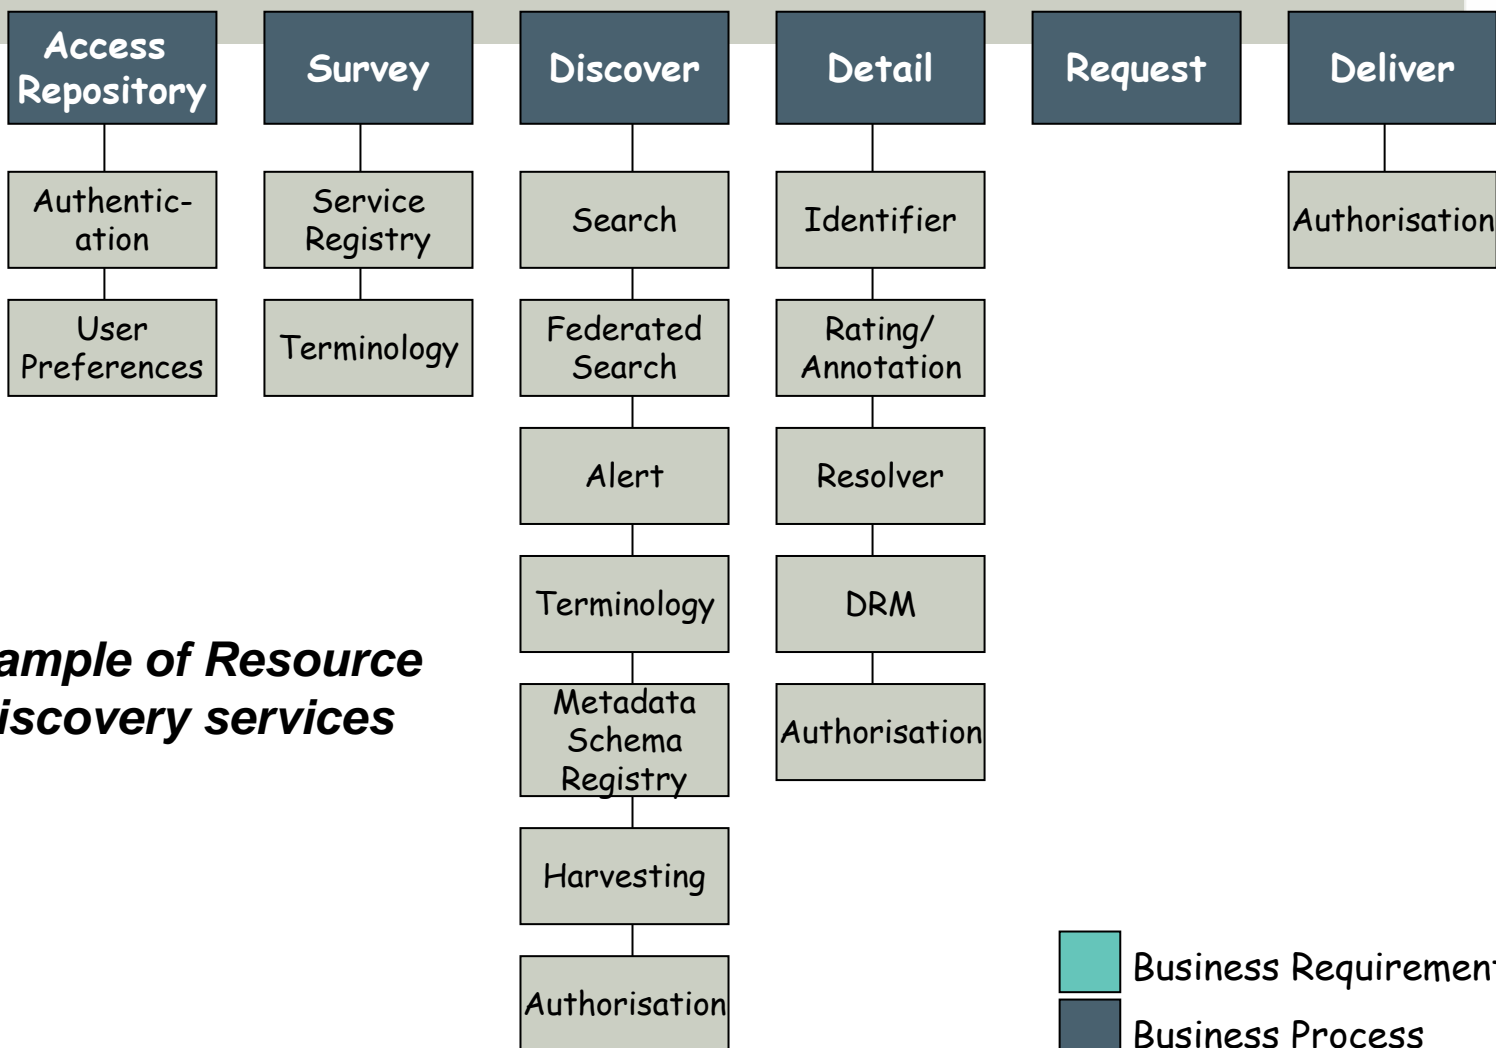 Access
Repository
Survey
Discover
Detail
Request
Deliver
Authentic-
ation
User
Preferences
Service
Registry
Terminology
Search
Federated
Search
Alert
Terminology
Metadata
Schema
Registry
Harvesting
Authorisation
Identifier
Rating/
Annotation
Resolver
DRM
Authorisation
Authorisation
ample of Resource
iscovery services
Business Requirement
Business Process